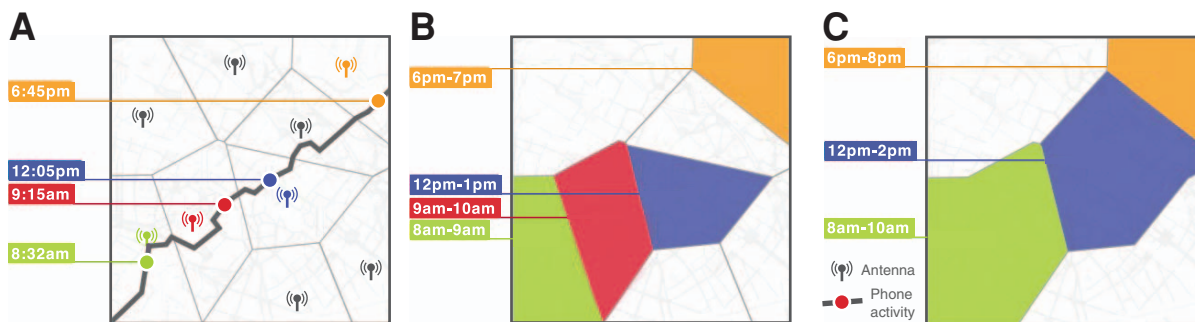 A
6:45pm
12:05pm
9:15am
8:32am
B
6pm-7pm
12pm-1pm
9am-10am
8am-9am
C
6pm-8pm
12pm-2pm
8am-10am
Antenna
Phone
activity